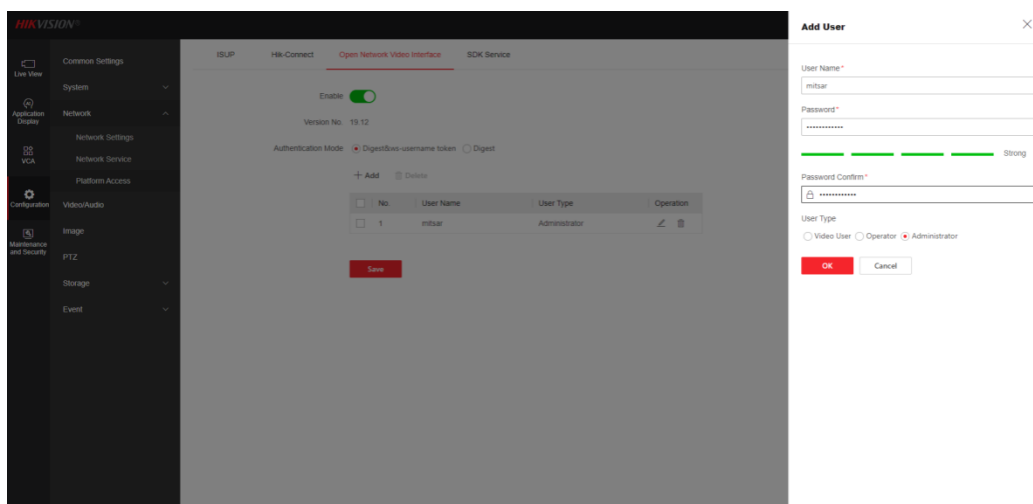 HIKVISION®
Live View
Application Display
VCA
Configuration
Maintenance and Security
Common Settings
System
Network
Network Settings
Network Service
Platform Access
Video/Audio
Image
PTZ
Storage
Event
ISUP Hik-Connect Open Network Video Interface SDK Service
Enable
Version No. 19.12
Authentication Mode Digest&ws-username token Digest
+ Add Delete
No. User Name User Type Operation
1 mitsar Administrator
Save
Add User
User Name*
mitsar
Password*
••••••••••••
Strong
Password Confirm*
••••••••••••
User Type
Video User Operator Administrator
OK Cancel